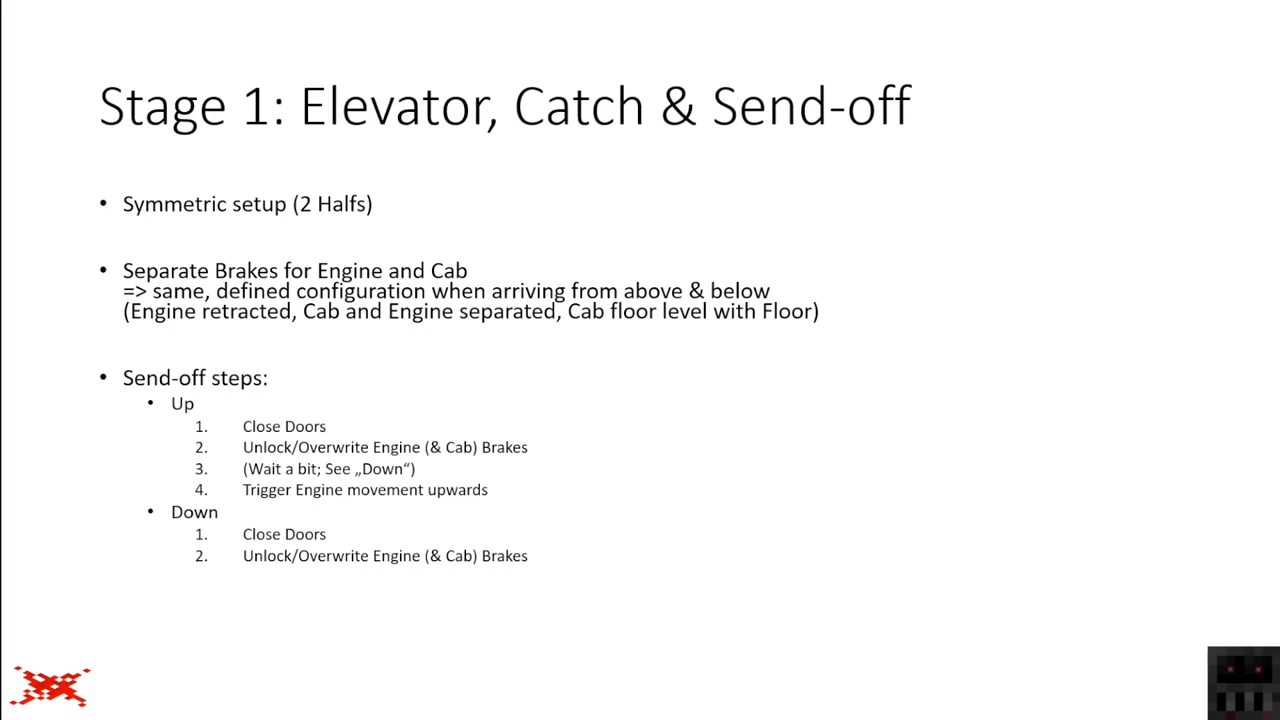 Stage 1: Elevator, Catch & Send-off
• Symmetric setup (2 Halfs)
• Separate Brakes for Engine and Cab
=> same, defined configuration when arriving from above & below
(Engine retracted, Cab and Engine separated, Cab floor level with Floor)
• Send-off steps:
• Up
1. Close Doors
2. Unlock/Overwrite Engine (& Cab) Brakes
3. (Wait a bit; See „Down“)
4. Trigger Engine movement upwards
• Down
1. Close Doors
2. Unlock/Overwrite Engine (& Cab) Brakes